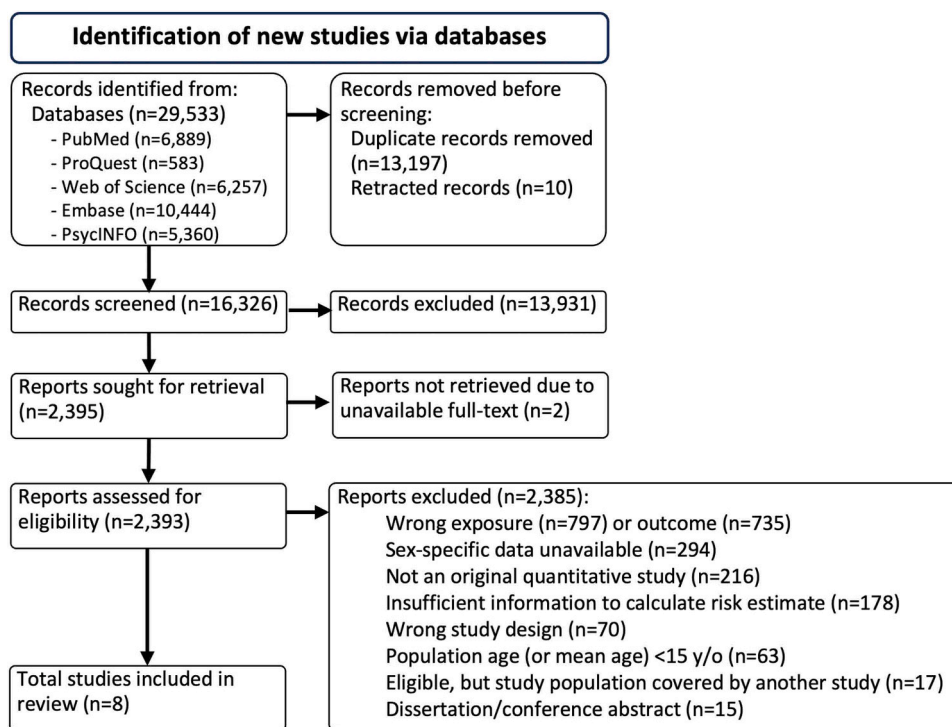 Identification of new studies via databases
Records identified from:
Databases (n=29,533)
- PubMed (n=6,889)
- ProQuest (n=583)
- Web of Science (n=6,257)
- Embase (n=10,444)
- PsycINFO (n=5,360)
Records removed before
screening:
Duplicate records removed
(n=13,197)
Retracted records (n=10)
Records screened (n=16,326)
Records excluded (n=13,931)
Reports sought for retrieval
(n=2,395)
Reports not retrieved due to
unavailable full-text (n=2)
Reports assessed for
eligibility (n=2,393)
Reports excluded (n=2,385):
Wrong exposure (n=797) or outcome (n=735)
Sex-specific data unavailable (n=294)
Not an original quantitative study (n=216)
Insufficient information to calculate risk estimate (n=178)
Wrong study design (n=70)
Population age (or mean age) <15 y/o (n=63)
Eligible, but study population covered by another study (n=17)
Dissertation/conference abstract (n=15)
Total studies included in
review (n=8)